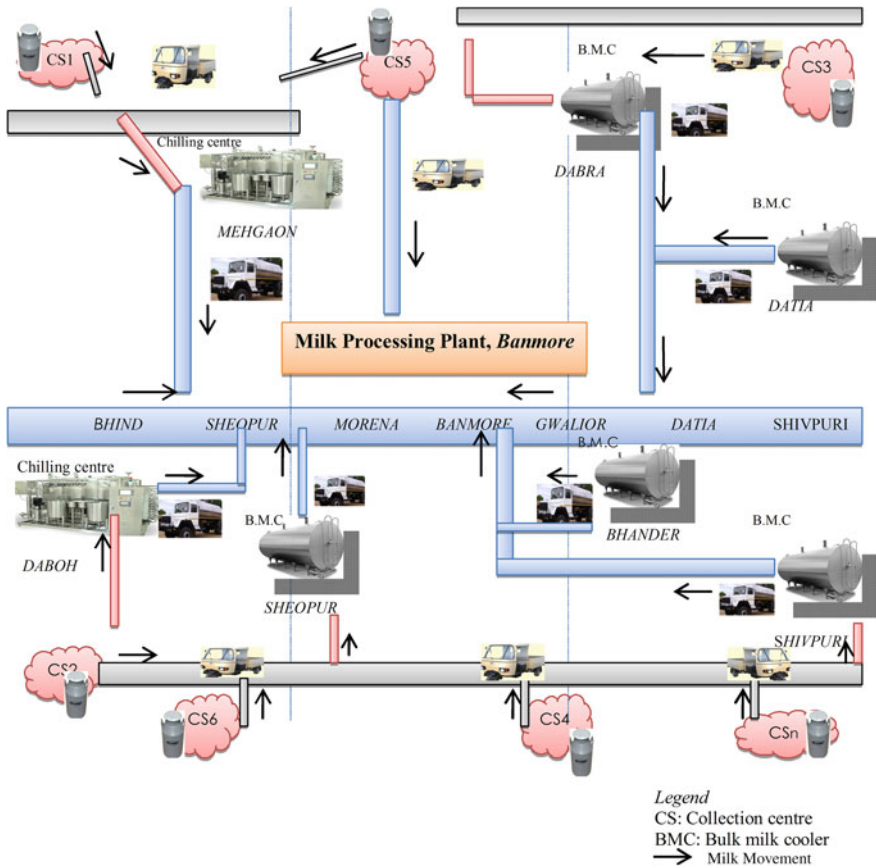 CS1
CS5
B.M.C
CS3
Chilling centre
DABRA
MEHGAON
B.M.C
DATIA
Milk Processing Plant, Banmore
BHIND SHEOPUR MORENA BANMORE GWALIOR DATIA SHIVPURI
B.M.C
Chilling centre
B.M.C
B.M.C
BHANDER
DABOH
SHEOPUR
SHIVPURI
CS2
CS6
CS4
CSn
Legend
CS: Collection centre
BMC: Bulk milk cooler
Milk Movement